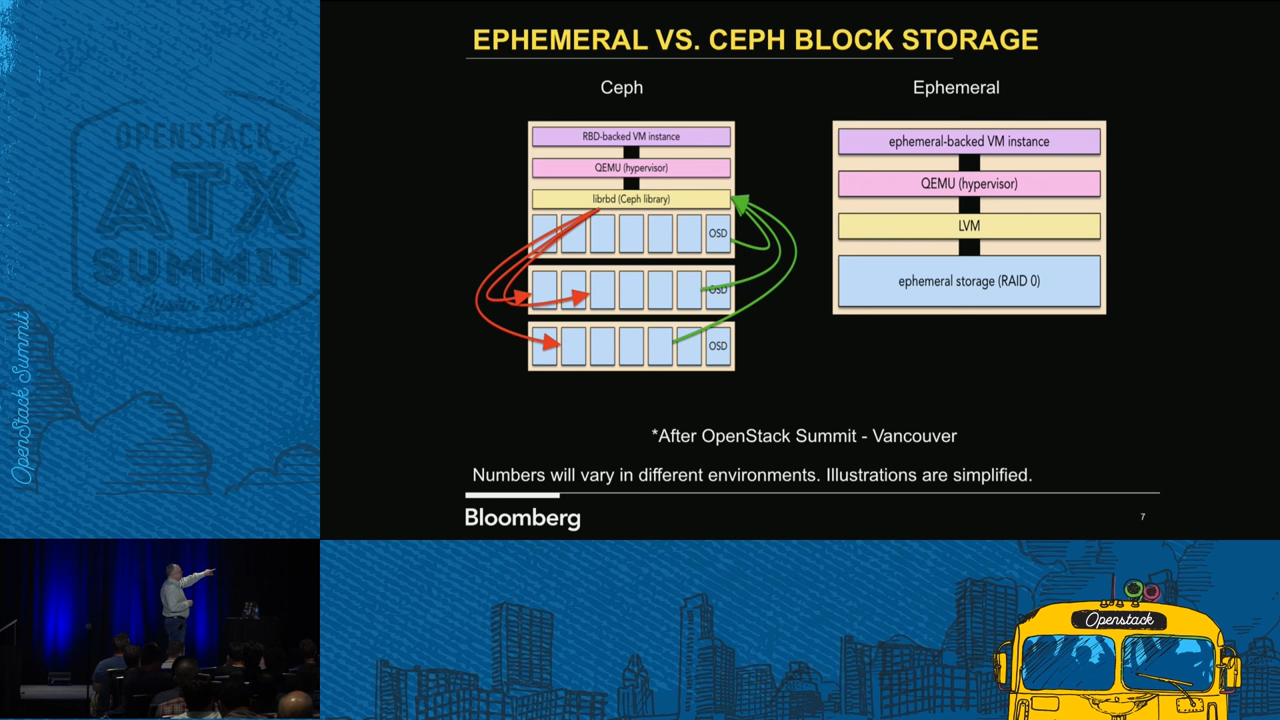 OPENSTACK
ATX
SUMMIT
Austin
OpenStack Summit
EPHEMERAL VS. CEPH BLOCK STORAGE
Ceph
RBD-backed VM instance
QEMU (hypervisor)
librbd (Ceph library)
OSD
OSD
OSD
Ephemeral
ephemeral-backed VM instance
QEMU (hypervisor)
LVM
ephemeral storage (RAID 0)
*After OpenStack Summit - Vancouver
Numbers will vary in different environments. Illustrations are simplified.
Bloomberg
7
Openstack